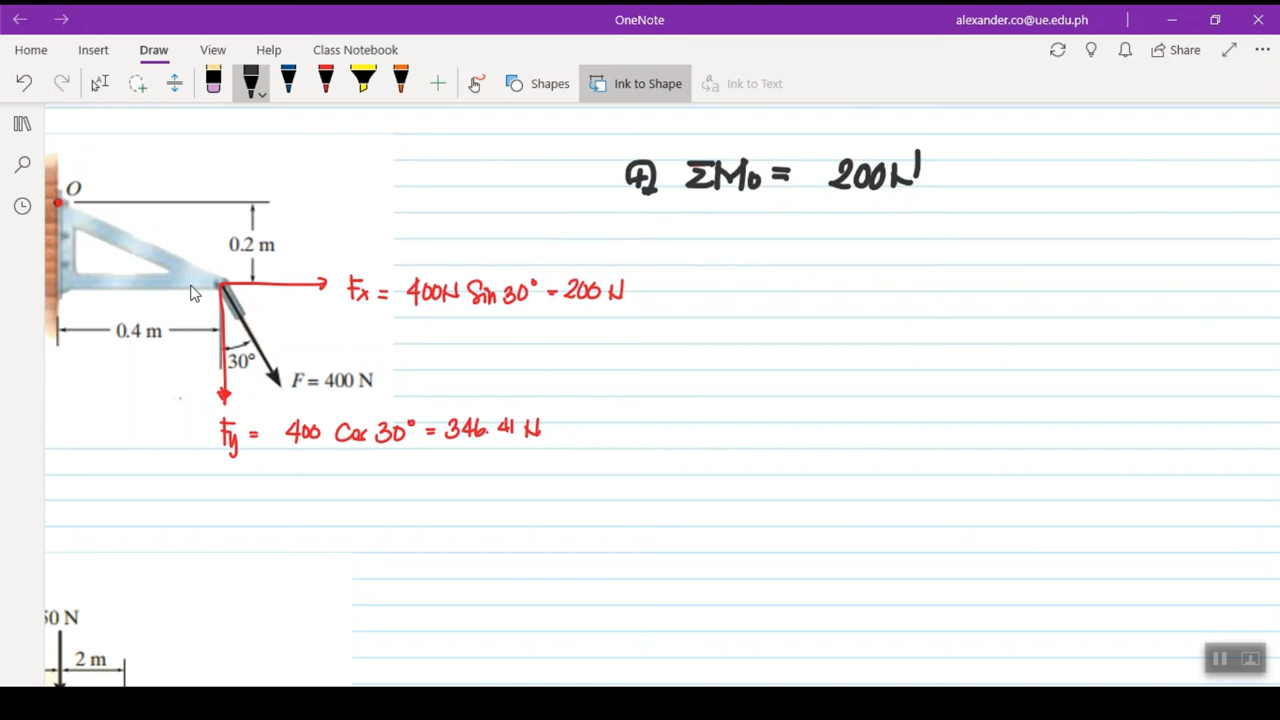 OneNote
alexander.co@ue.edu.ph
Home Insert Draw View Help Class Notebook
Share
Shapes
Ink to Shape
Ink to Text
ΣMo = 200N
O
0.2 m
Fx = 400N Sin 30° = 200 N
0.4 m
30°
F = 400 N
Fy = 400 Cos 30° = 346.41 N
50 N
2 m